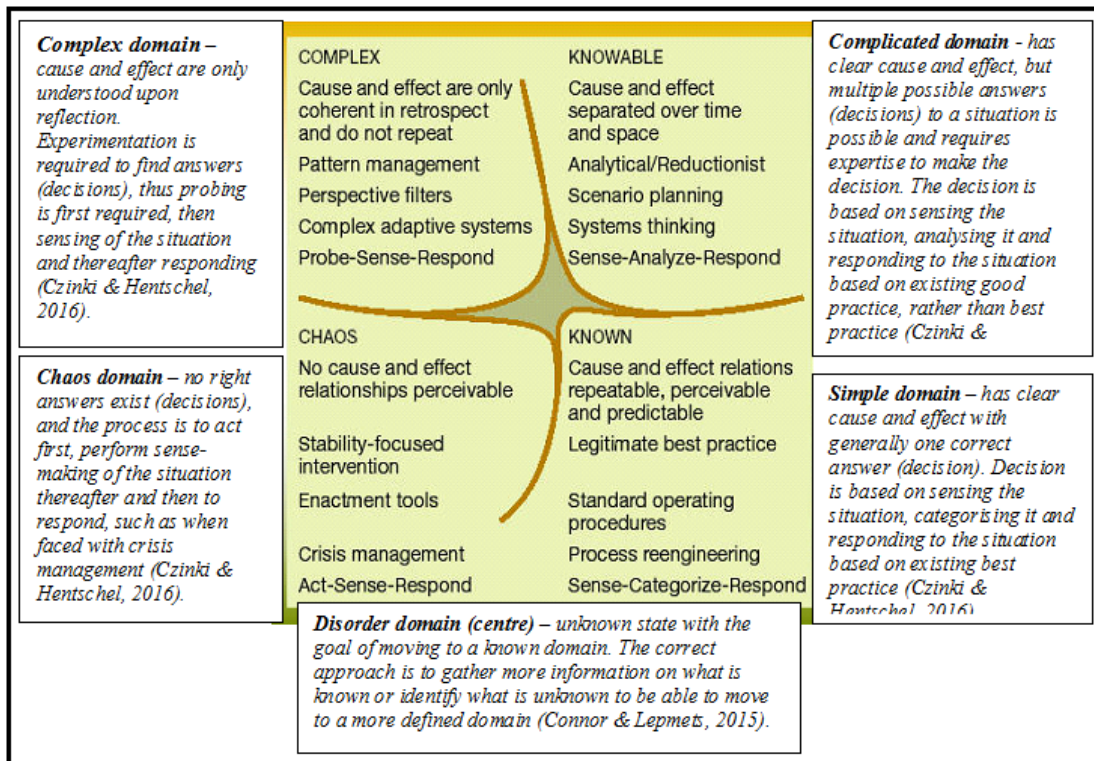 Complex domain –
cause and effect are only
understood upon
reflection.
Experimentation is
required to find answers
(decisions), thus probing
is first required, then
sensing of the situation
and thereafter responding
(Czinki & Hentschel,
2016).
COMPLEX
Cause and effect are only
coherent in retrospect
and do not repeat
Pattern management
Perspective filters
Complex adaptive systems
Probe-Sense-Respond
KNOWABLE
Cause and effect
separated over time
and space
Analytical/Reductionist
Scenario planning
Systems thinking
Sense-Analyze-Respond
Complicated domain - has
clear cause and effect, but
multiple possible answers
(decisions) to a situation is
possible and requires
expertise to make the
decision. The decision is
based on sensing the
situation, analysing it and
responding to the situation
based on existing good
practice, rather than best
practice (Czinki &
Chaos domain – no right
answers exist (decisions),
and the process is to act
first, perform sense-
making of the situation
thereafter and then to
respond, such as when
faced with crisis
management (Czinki &
Hentschel, 2016).
CHAOS
No cause and effect
relationships perceivable
Stability-focused
intervention
Enactment tools
Crisis management
Act-Sense-Respond
KNOWN
Cause and effect relations
repeatable, perceivable
and predictable
Legitimate best practice
Standard operating
procedures
Process reengineering
Sense-Categorize-Respond
Simple domain – has clear
cause and effect with
generally one correct
answer (decision). Decision
is based on sensing the
situation, categorising it and
responding to the situation
based on existing best
practice (Czinki &
Hentschel, 2016)
Disorder domain (centre) – unknown state with the
goal of moving to a known domain. The correct
approach is to gather more information on what is
known or identify what is unknown to be able to move
to a more defined domain (Connor & Lepmets, 2015).